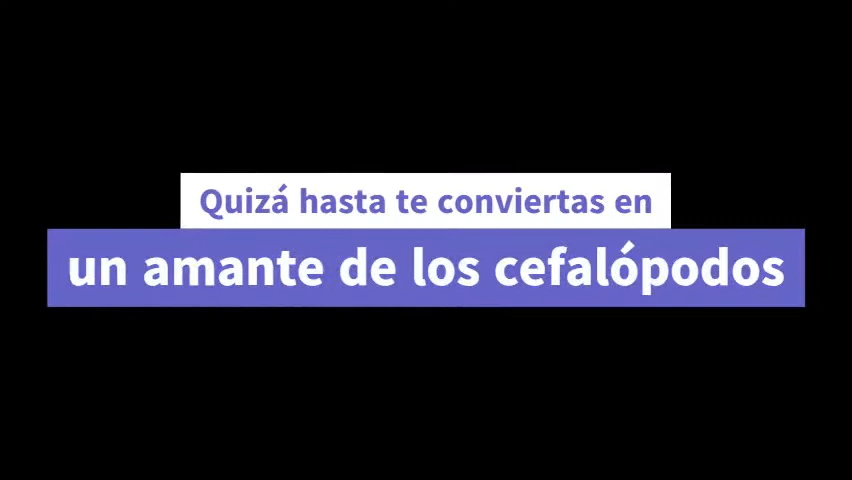 Quizá hasta te conviertas en
un amante de los cefalópodos